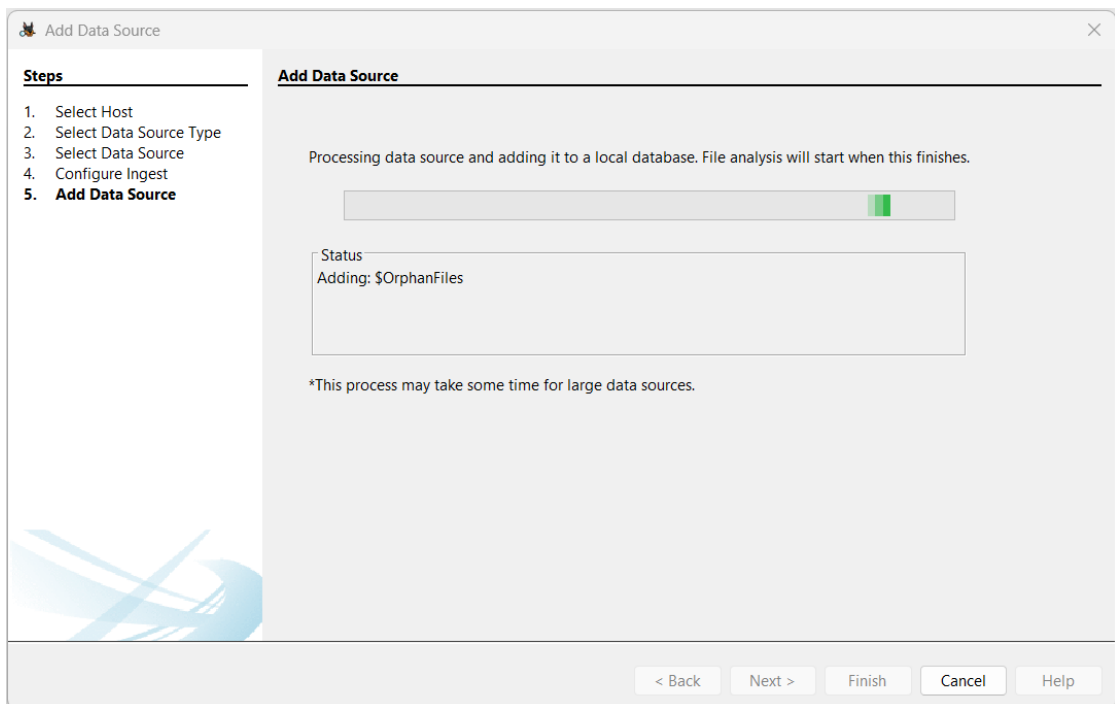 Add Data Source
Steps
1. Select Host
2. Select Data Source Type
3. Select Data Source
4. Configure Ingest
5. Add Data Source
Add Data Source
Processing data source and adding it to a local database. File analysis will start when this finishes.
Status
Adding: $OrphanFiles
*This process may take some time for large data sources.
< Back
Next >
Finish
Cancel
Help